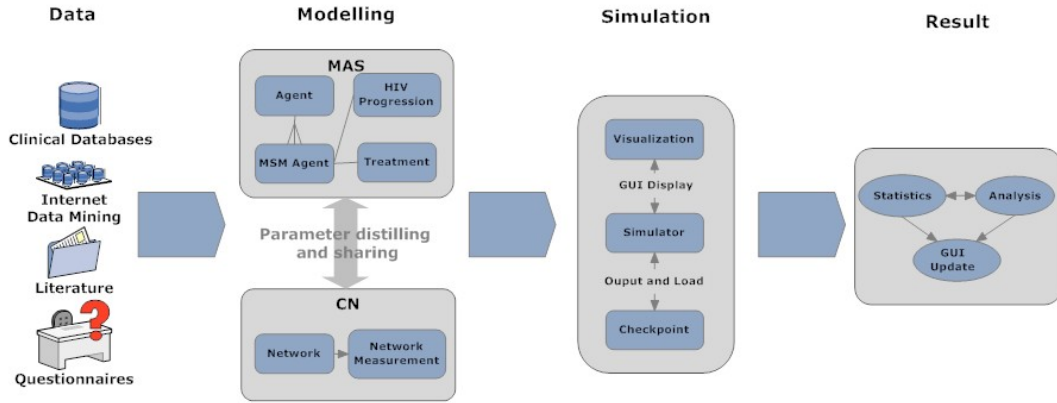 Data
Modelling
Simulation
Result
Clinical Databases
Internet
Data Mining
Literature
Questionnaires
MAS
Agent
HIV
Progression
MSM Agent
Treatment
Parameter distilling
and sharing
CN
Network
Network
Measurement
Visualization
GUI Display
Simulator
Ouput and Load
Checkpoint
Statistics
Analysis
GUI
Update